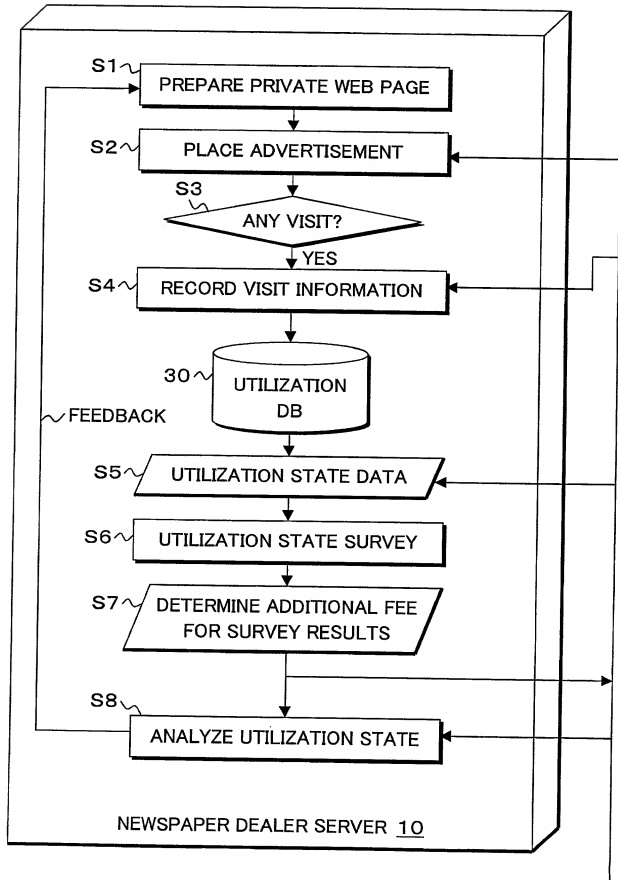 S1
PREPARE PRIVATE WEB PAGE
S2
PLACE ADVERTISEMENT
S3
ANY VISIT?
YES
S4
RECORD VISIT INFORMATION
30
UTILIZATION
DB
FEEDBACK
S5
UTILIZATION STATE DATA
S6
UTILIZATION STATE SURVEY
S7
DETERMINE ADDITIONAL FEE
FOR SURVEY RESULTS
S8
ANALYZE UTILIZATION STATE
NEWSPAPER DEALER SERVER 10